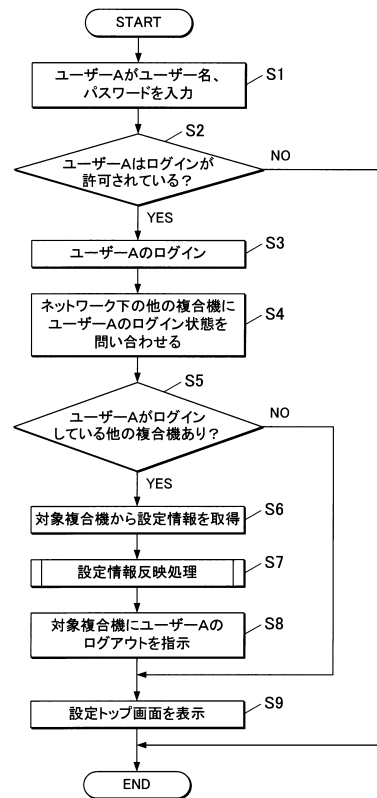 START
ユーザーAがユーザー名、
パスワードを入力
S1
S2
ユーザーAはログインが
許可されている?
NO
YES
ユーザーAのログイン
S3
ネットワーク下の他の複合機に
ユーザーAのログイン状態を
問い合わせる
S4
S5
ユーザーAがログイン
している他の複合機あり?
NO
YES
対象複合機から設定情報を取得
S6
設定情報反映処理
S7
対象複合機にユーザーAの
ログアウトを指示
S8
設定トップ画面を表示
S9
END